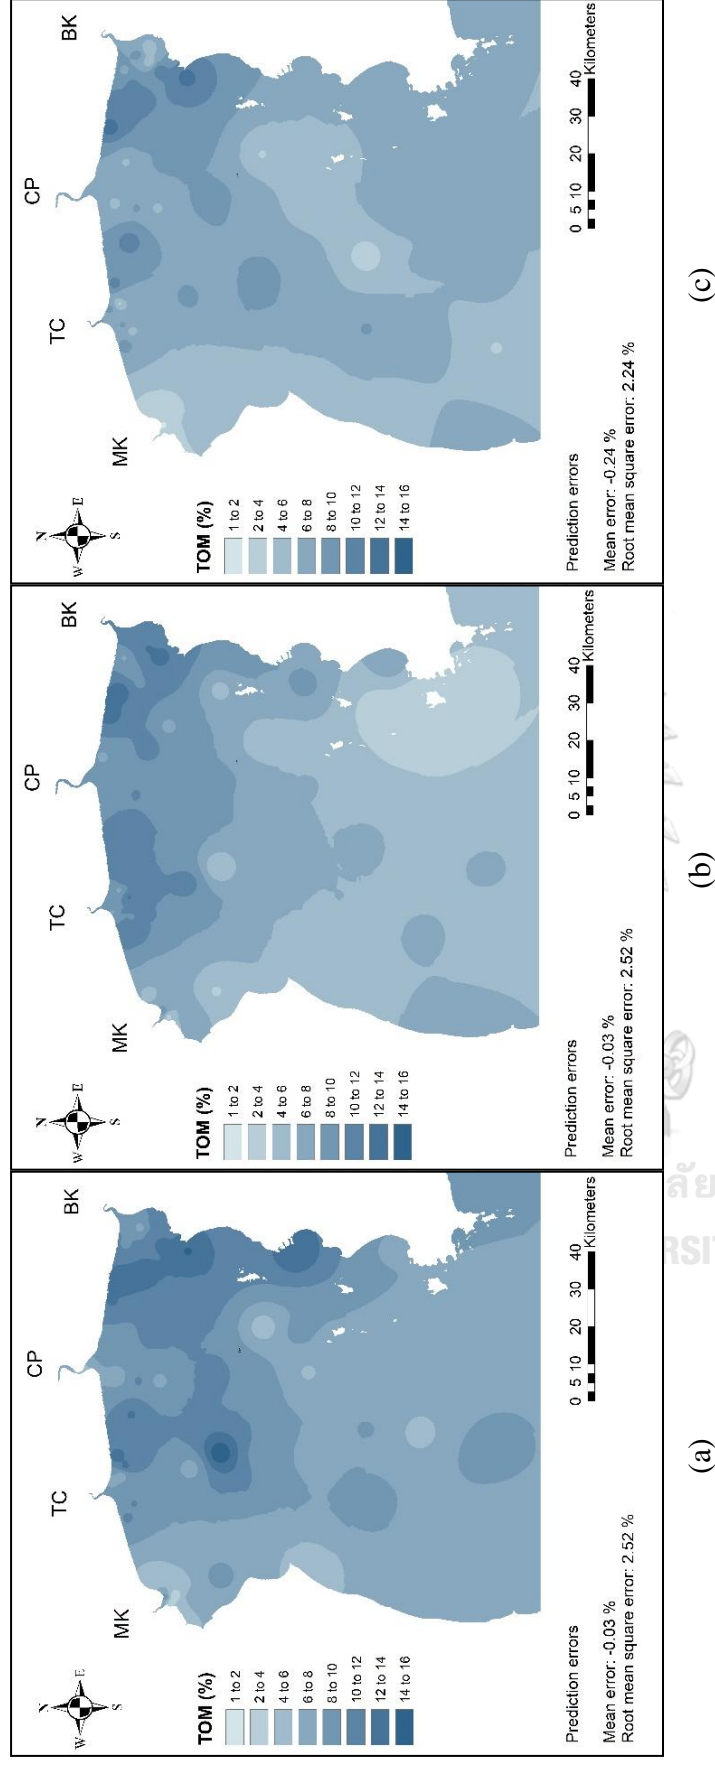 MK
TC
CP
BK
N
W
E
S
TOM (%)
1 to 2
2 to 4
4 to 6
6 to 8
8 to 10
10 to 12
12 to 14
14 to 16
Prediction errors
Mean error: -0.03 %
Root mean square error: 2.52 %
0 5 10 20 30 40
Kilometers
(a)
MK
TC
CP
BK
N
W
E
S
TOM (%)
1 to 2
2 to 4
4 to 6
6 to 8
8 to 10
10 to 12
12 to 14
14 to 16
Prediction errors
Mean error: -0.03 %
Root mean square error: 2.52 %
0 5 10 20 30 40
Kilometers
(b)
MK
TC
CP
BK
N
W
E
S
TOM (%)
1 to 2
2 to 4
4 to 6
6 to 8
8 to 10
10 to 12
12 to 14
14 to 16
Prediction errors
Mean error: -0.24 %
Root mean square error: 2.24 %
0 5 10 20 30 40
Kilometers
(c)